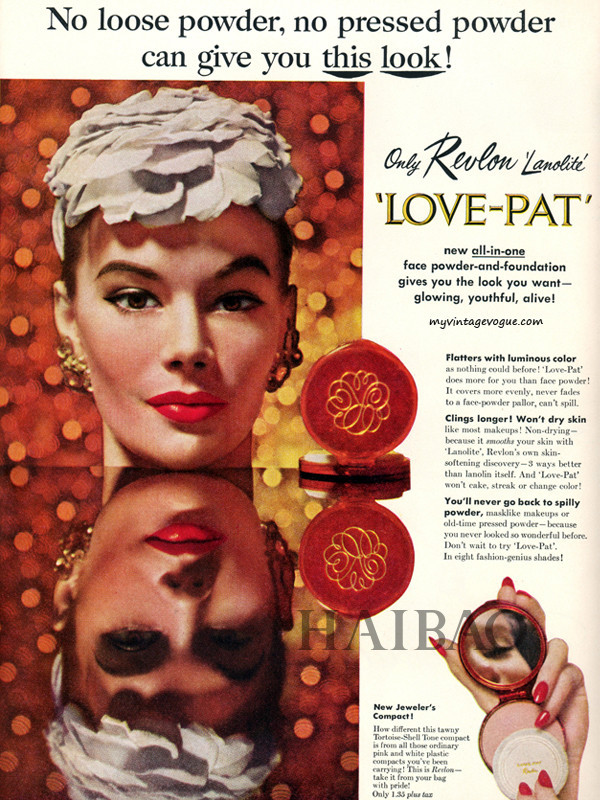 No loose powder, no pressed powder
can give you this look!
Only Revlon 'Lanolite'
'LOVE-PAT'
new all-in-one
face powder-and-foundation
gives you the look you want—
glowing, youthful, alive!
myvintagevogue.com
Flatters with luminous color
as nothing could before! 'Love-Pat'
does more for you than face powder!
It covers more evenly, never fades
to a face-powder pallor, can't spill.
Clings longer! Won't dry skin
like most makeups! Non-drying—
because it smooths your skin with
'Lanolite', Revlon's own skin-
softening discovery—3 ways better
than lanolin itself. And 'Love-Pat'
won't cake, streak or change color!
You'll never go back to spilly
powder, masklike makeups or
old-time pressed powder—because
you never looked so wonderful before.
Don't wait to try 'Love-Pat'.
In eight fashion-genius shades!
HAIBAO
New Jeweler's
Compact!
How different this tawny
Tortoise-Shell Tone compact
is from all those ordinary
pink and white plastic
compacts you've been
carrying! This is Revlon—
take it from your bag
with pride!
Only 1.35 plus tax